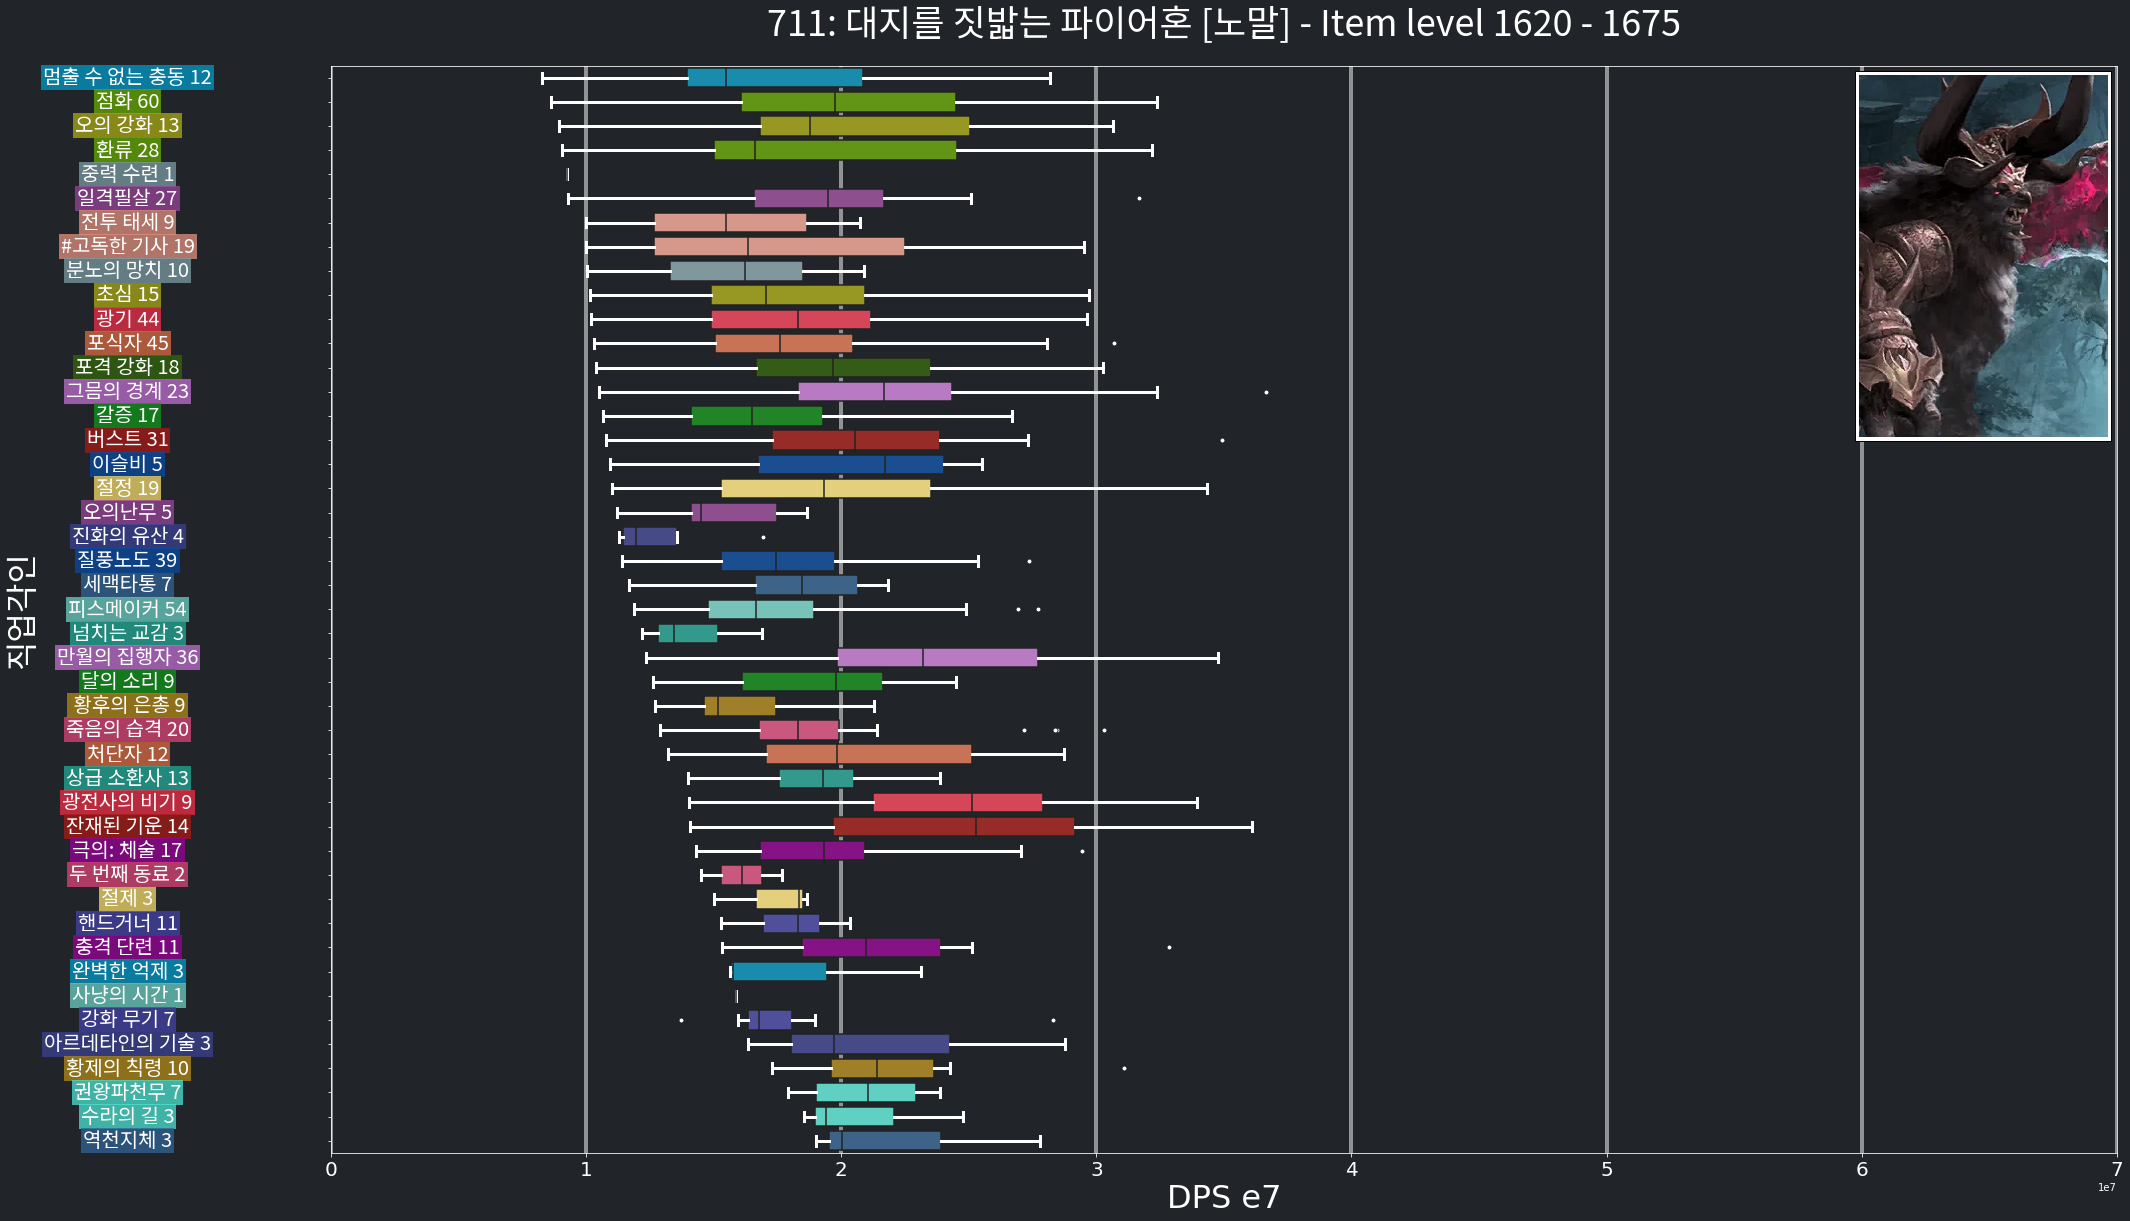 711: 대지를 짓밟는 파이어혼 [노말] - Item level 1620 - 1675
멈출 수 없는 충동 12
점화 60
오의 강화 13
환류 28
중력 수련 1
일격필살 27
전투 태세 9
#고독한 기사 19
분노의 망치 10
초심 15
광기 44
포식자 45
포격 강화 18
그믐의 경계 23
갈증 17
버스트 31
이슬비 5
절정 19
오의난무 5
진화의 유산 4
질풍노도 39
세맥타통 7
피스메이커 54
넘치는 교감 3
만월의 집행자 36
달의 소리 9
황후의 은총 9
죽음의 습격 20
처단자 12
상급 소환사 13
광전사의 비기 9
잔재된 기운 14
극의: 체술 17
두 번째 동료 2
절제 3
핸드거너 11
충격 단련 11
완벽한 억제 3
사냥의 시간 1
강화 무기 7
아르데타인의 기술 3
황제의 칙령 10
권왕파천무 7
수라의 길 3
역천지체 3
직업각인
0 1 2 3 4 5 6 7
1e7
DPS e7